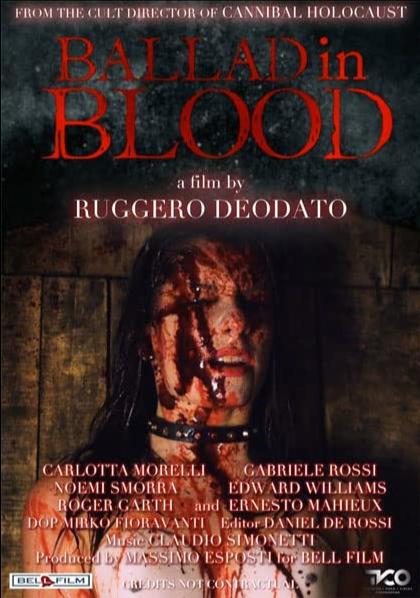 FROM THE CULT DIRECTOR OF CANNIBAL HOLOCAUST
BALLAD in
BLOOD
a film by
RUGGERO DEODATO
CARLOTTA MORELLI GABRIELE ROSSI
NOEMI SMORRA EDWARD WILLIAMS
ROGER GARTH and ERNESTO MAHIEUX
DOP MIRKO FIORAVANTI Editor DANIEL DE ROSSI
Music CLAUDIO SIMONETTI
Produced by MASSIMO ESPOSTI for BELL FILM
BELL FILM
CREDITS NOT CONTRACTUAL